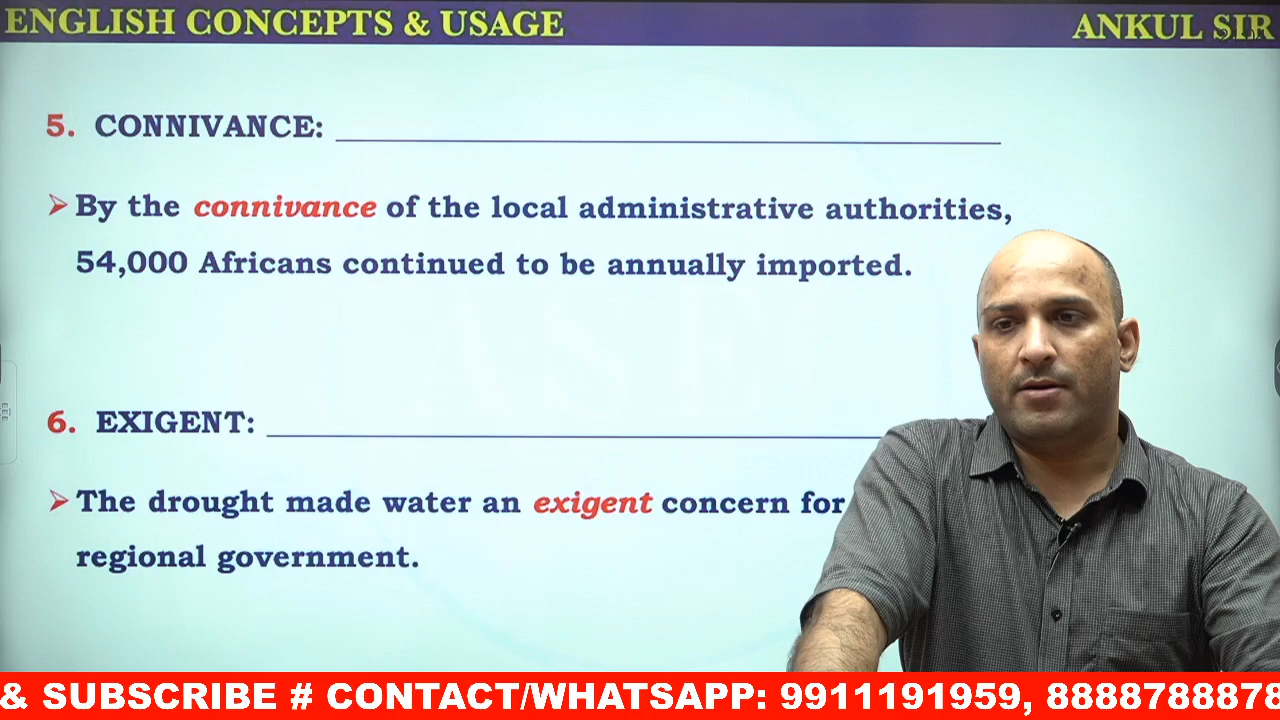 ENGLISH CONCEPTS & USAGE
ANKUL SIR
5. CONNIVANCE:
➢ By the connivance of the local administrative authorities,
54,000 Africans continued to be annually imported.
6. EXIGENT:
➢ The drought made water an exigent concern for
regional government.
& SUBSCRIBE # CONTACT/WHATSAPP: 9911191959, 8888788878